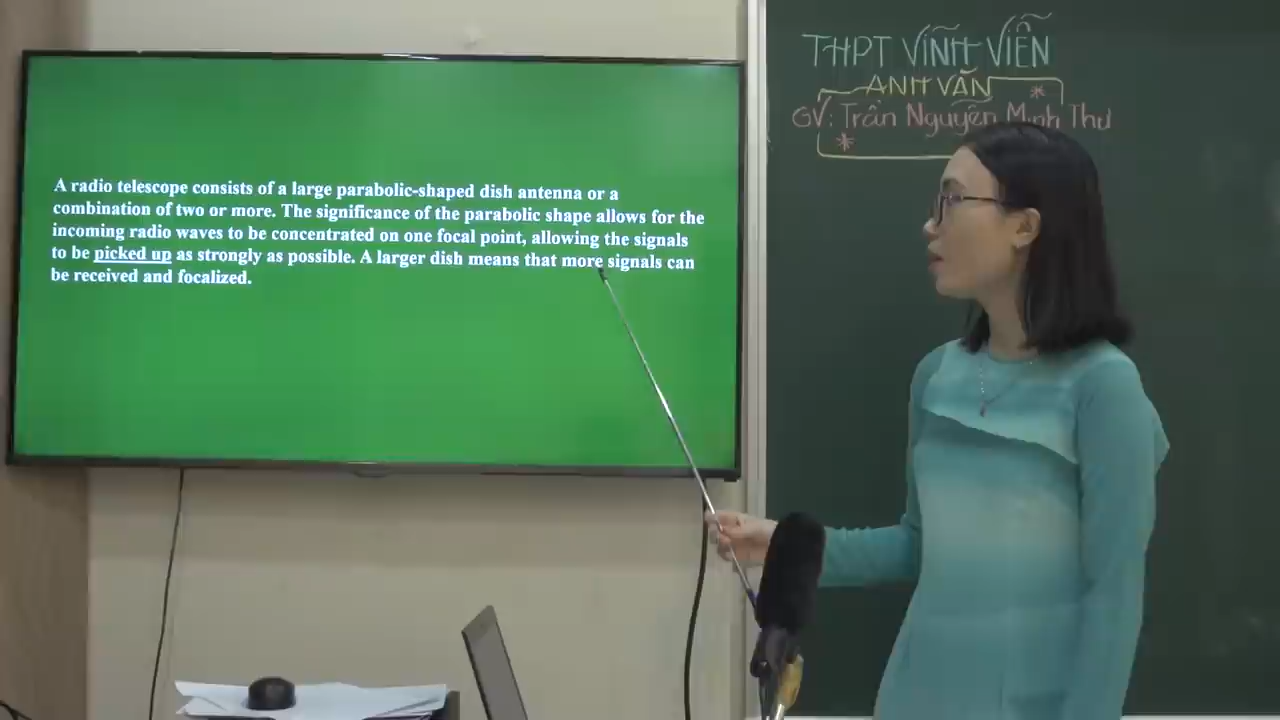 A radio telescope consists of a large parabolic-shaped dish antenna or a
combination of two or more. The significance of the parabolic shape allows for the
incoming radio waves to be concentrated on one focal point, allowing the signals
to be picked up as strongly as possible. A larger dish means that more signals can
be received and focalized.
THPT VĨNH VIỄN
ANH VĂN
GV: Trần Nguyễn Minh Thư